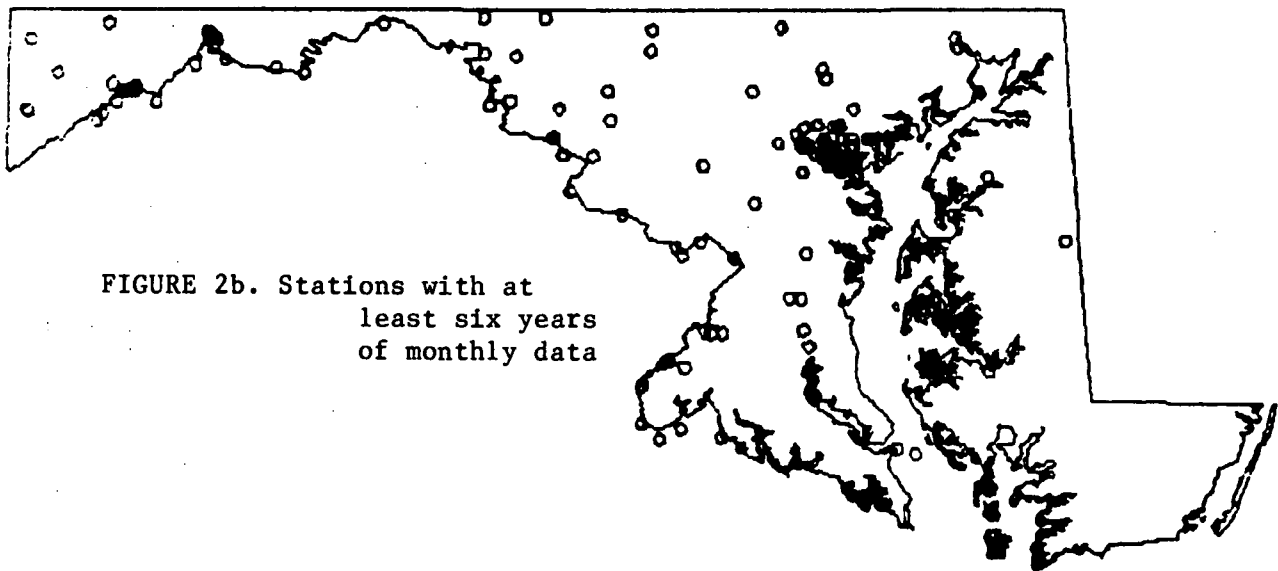 FIGURE 2b. Stations with at
least six years
of monthly data